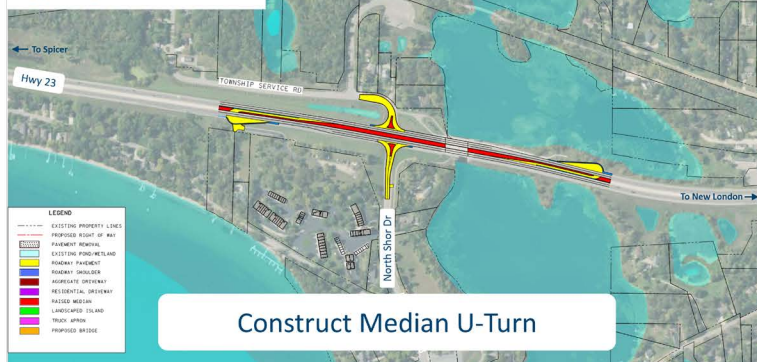 ← To Spicer
Hwy 23
TOWNSHIP SERVICE RD
To New London →
North Shor Dr
LEGEND
EXISTING PROPERTY LINES
PROPOSED RIGHT OF WAY
PAVEMENT REMOVAL
EXISTING POND/WETLAND
ROADWAY PAVEMENT
ROADWAY SHOULDER
AGGREGATE DRIVEWAY
RESIDENTIAL DRIVEWAY
RAISED MEDIAN
LANDSCAPED ISLAND
TRUCK APRON
PROPOSED BRIDGE
Construct Median U-Turn